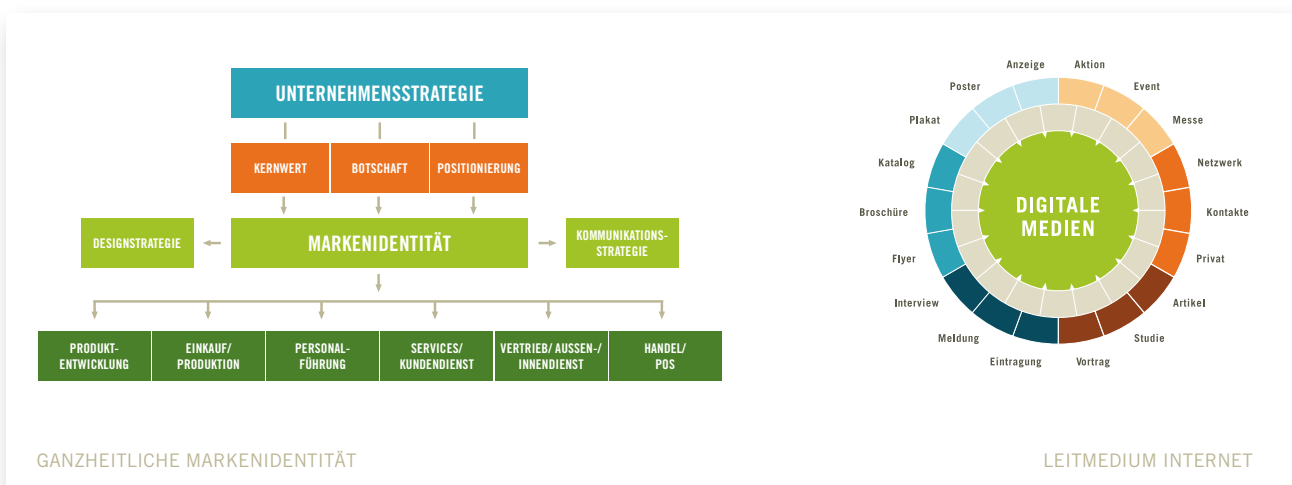 UNTERNEHMENSSTRATEGIE
KERNWERT
BOTSCHAFT
POSITIONIERUNG
DESIGNSTRATEGIE
MARKENIDENTITÄT
KOMMUNIKATIONS-
STRATEGIE
PRODUKT-
ENTWICKLUNG
EINKAUF/
PRODUKTION
PERSONAL-
FÜHRUNG
SERVICES/
KUNDENDIENST
VERTRIEB/ AUSSEN-/
INNENDIENST
HANDEL/
POS
GANZHEITLICHE MARKENIDENTITÄT
Anzeige
Aktion
Poster
Event
Plakat
Messe
Katalog
Netzwerk
Broschüre
Kontakte
Flyer
Privat
Interview
Artikel
Meldung
Studie
Eintragung
Vortrag
DIGITALE
MEDIEN
LEITMEDIUM INTERNET